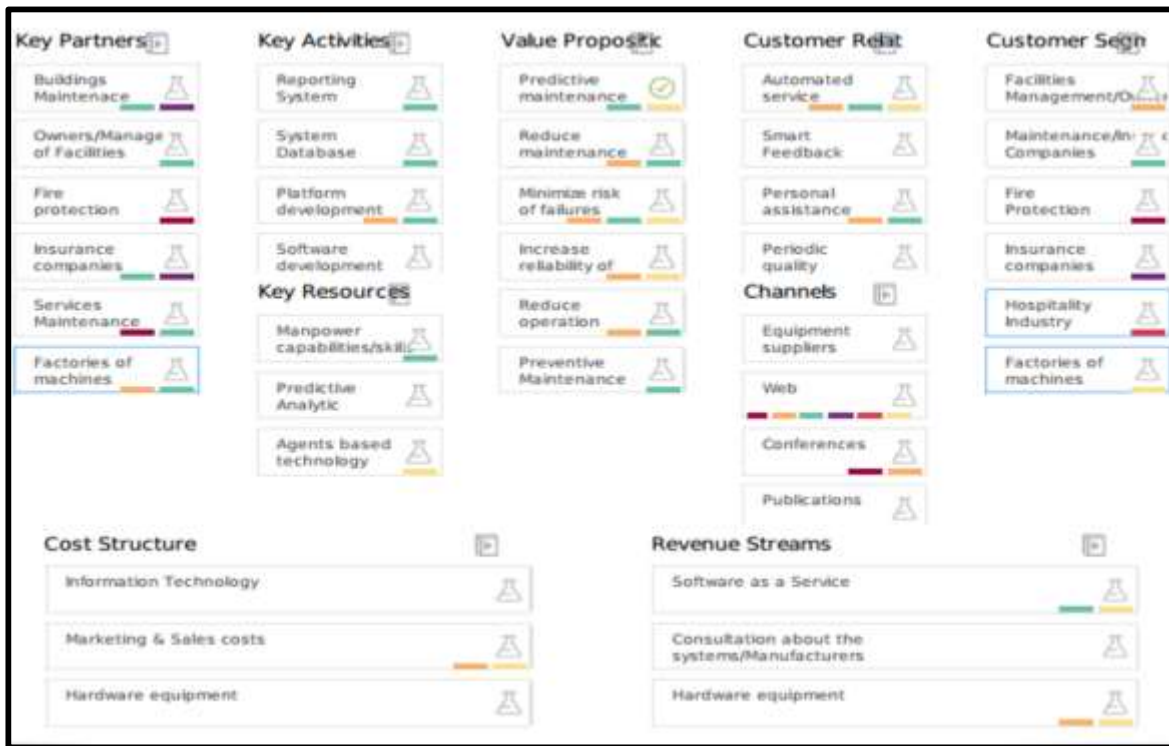 Key Partners
Buildings
Maintenace
Owners/Manage
of Facilities
Fire
protection
Insurance
companies
Services
Maintenance
Factories of
machines
Key Activities
Reporting
System
System
Database
Platform
development
Software
development
Key Resources
Manpower
capabilities/skills
Predictive
Analytic
Agents based
technology
Value Propositic
Predictive
maintenance
Reduce
maintenance
Minimize risk
of failures
Increase
reliability of
Reduce
operation
Preventive
Maintenance
Customer Relat
Automated
service
Smart
Feedback
Personal
assistance
Periodic
quality
Channels
Equipment
suppliers
Web
Conferences
Publications
Customer Segn
Facilities
Companies
Fire
Protection
Insurance
companies
Hospitality
Industry
Factories of
machines
Cost Structure
Information Technology
Marketing & Sales costs
Hardware equipment
Revenue Streams
Software as a Service
Consultation about the
systems/Manufacturers
Hardware equipment